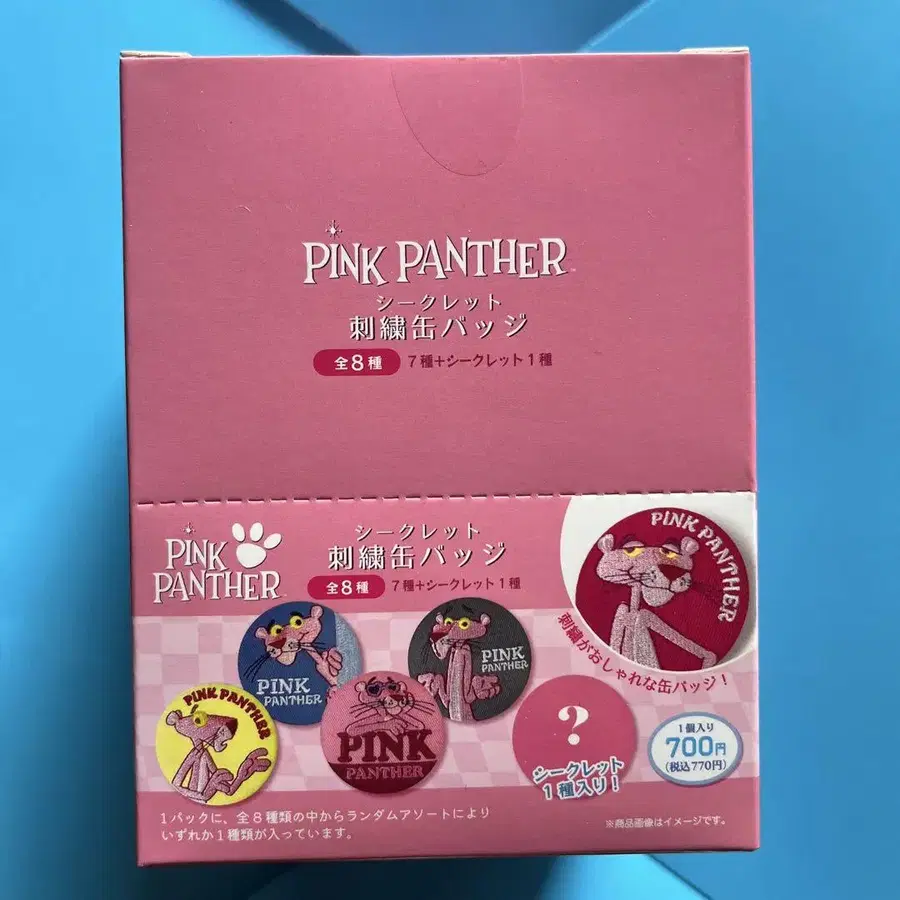 PINK PANTHER™
シークレット
刺繍缶バッジ
全8種 7種+シークレット1種
PINK
PANTHER
シークレット
刺繍缶バッジ
全8種 7種+シークレット1種
PINK PANTHER
刺繍がおしゃれな缶バッジ!
PINK
PANTHER
PINK
PANTHER
PINK PANTHER
PINK
PANTHER
?
シークレット
1種入り!
1個入り
700円
(税込770円)
1パックに、全8種類の中からランダムアソートにより
いずれか1種類が入っています。
※商品画像はイメージです。